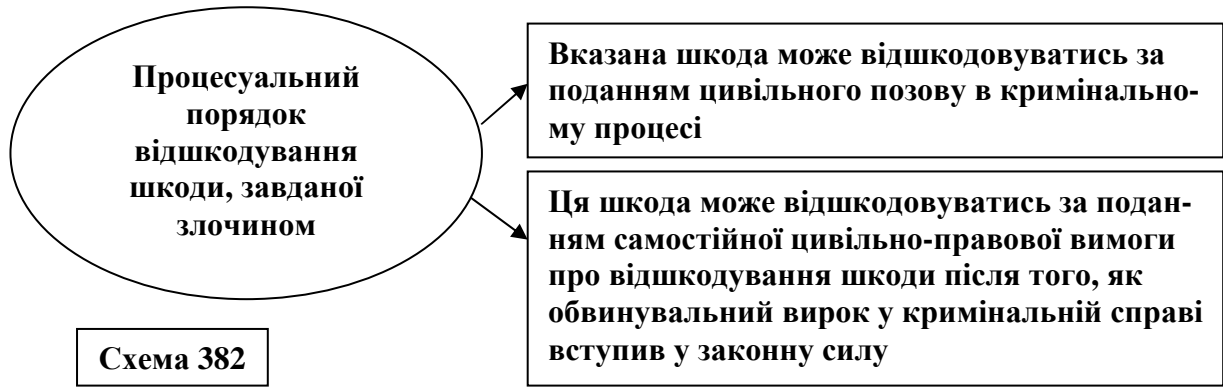 Процесуальний
порядок
відшкодування
шкоди, завданої
злочином
Вказана шкода може відшкодовуватись за
поданням цивільного позову в кримінально-
му процесі
Ця шкода може відшкодовуватись за подан-
ням самостійної цивільно-правової вимоги
про відшкодування шкоди після того, як
обвинувальний вирок у кримінальній справі
вступив у законну силу
Схема 382